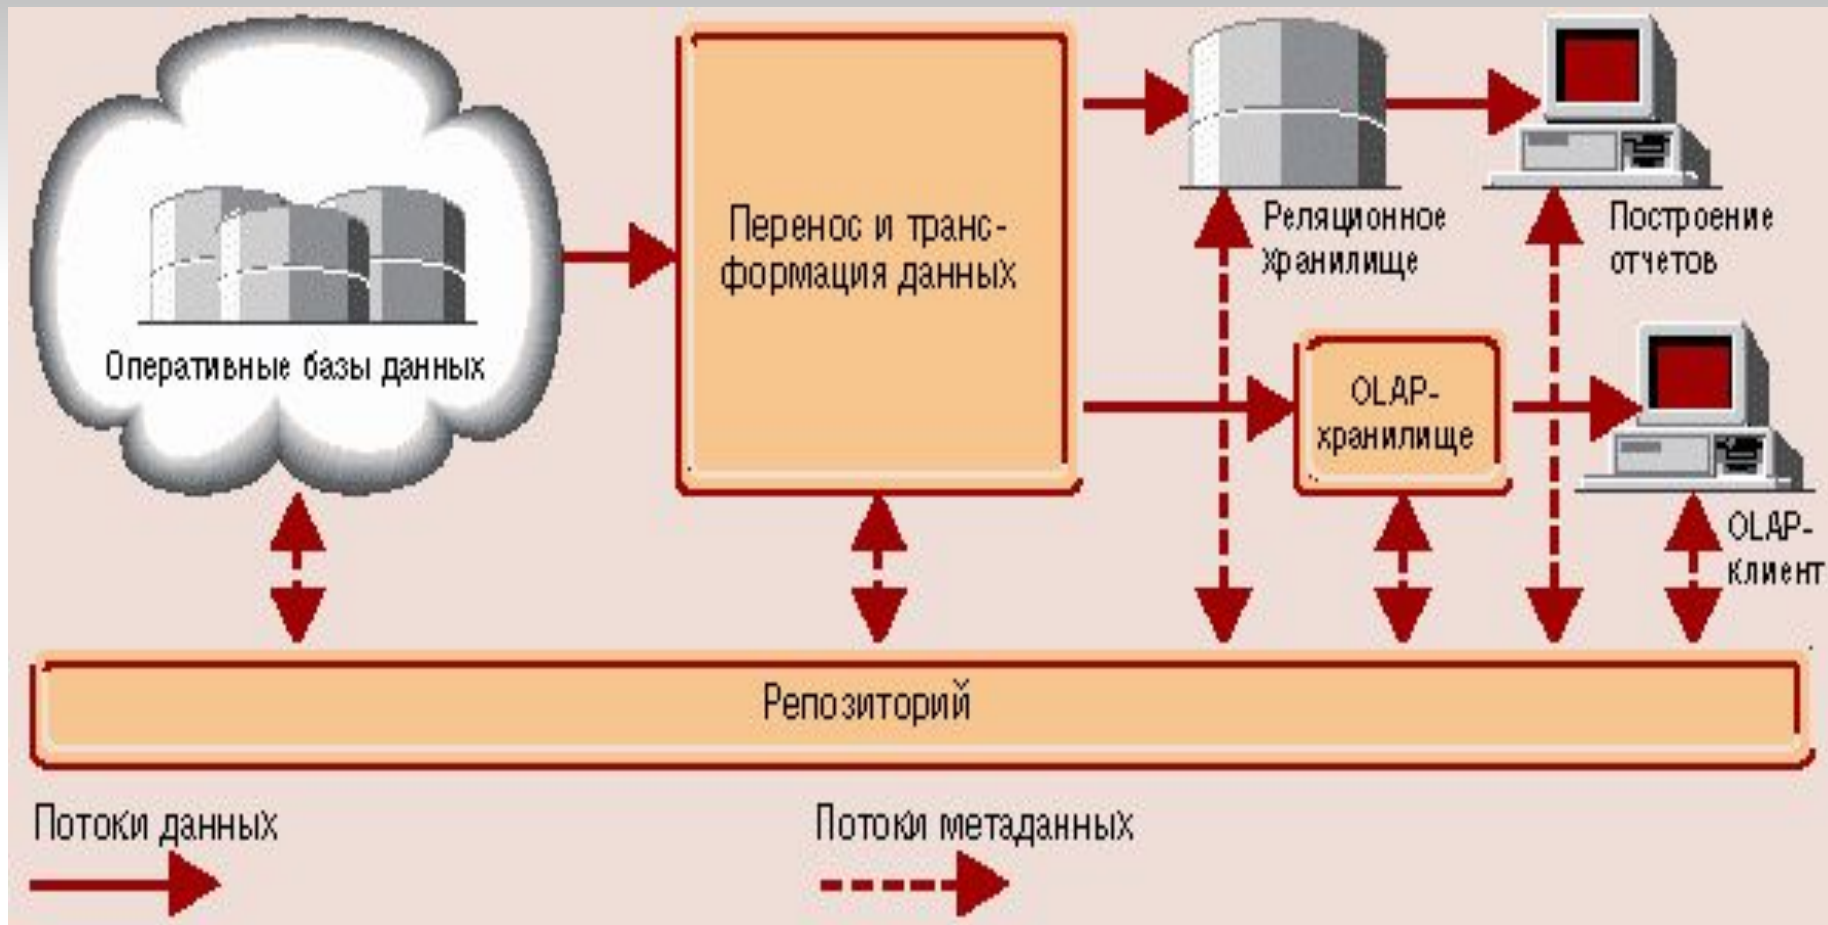 Перенос и транс-
формация данных
Оперативные базы данных
Реляционное
хранилище
Построение
отчетов
OLAP-
хранилище
OLAP-
клиент
Репозиторий
Потоки данных
Потоки метаданных